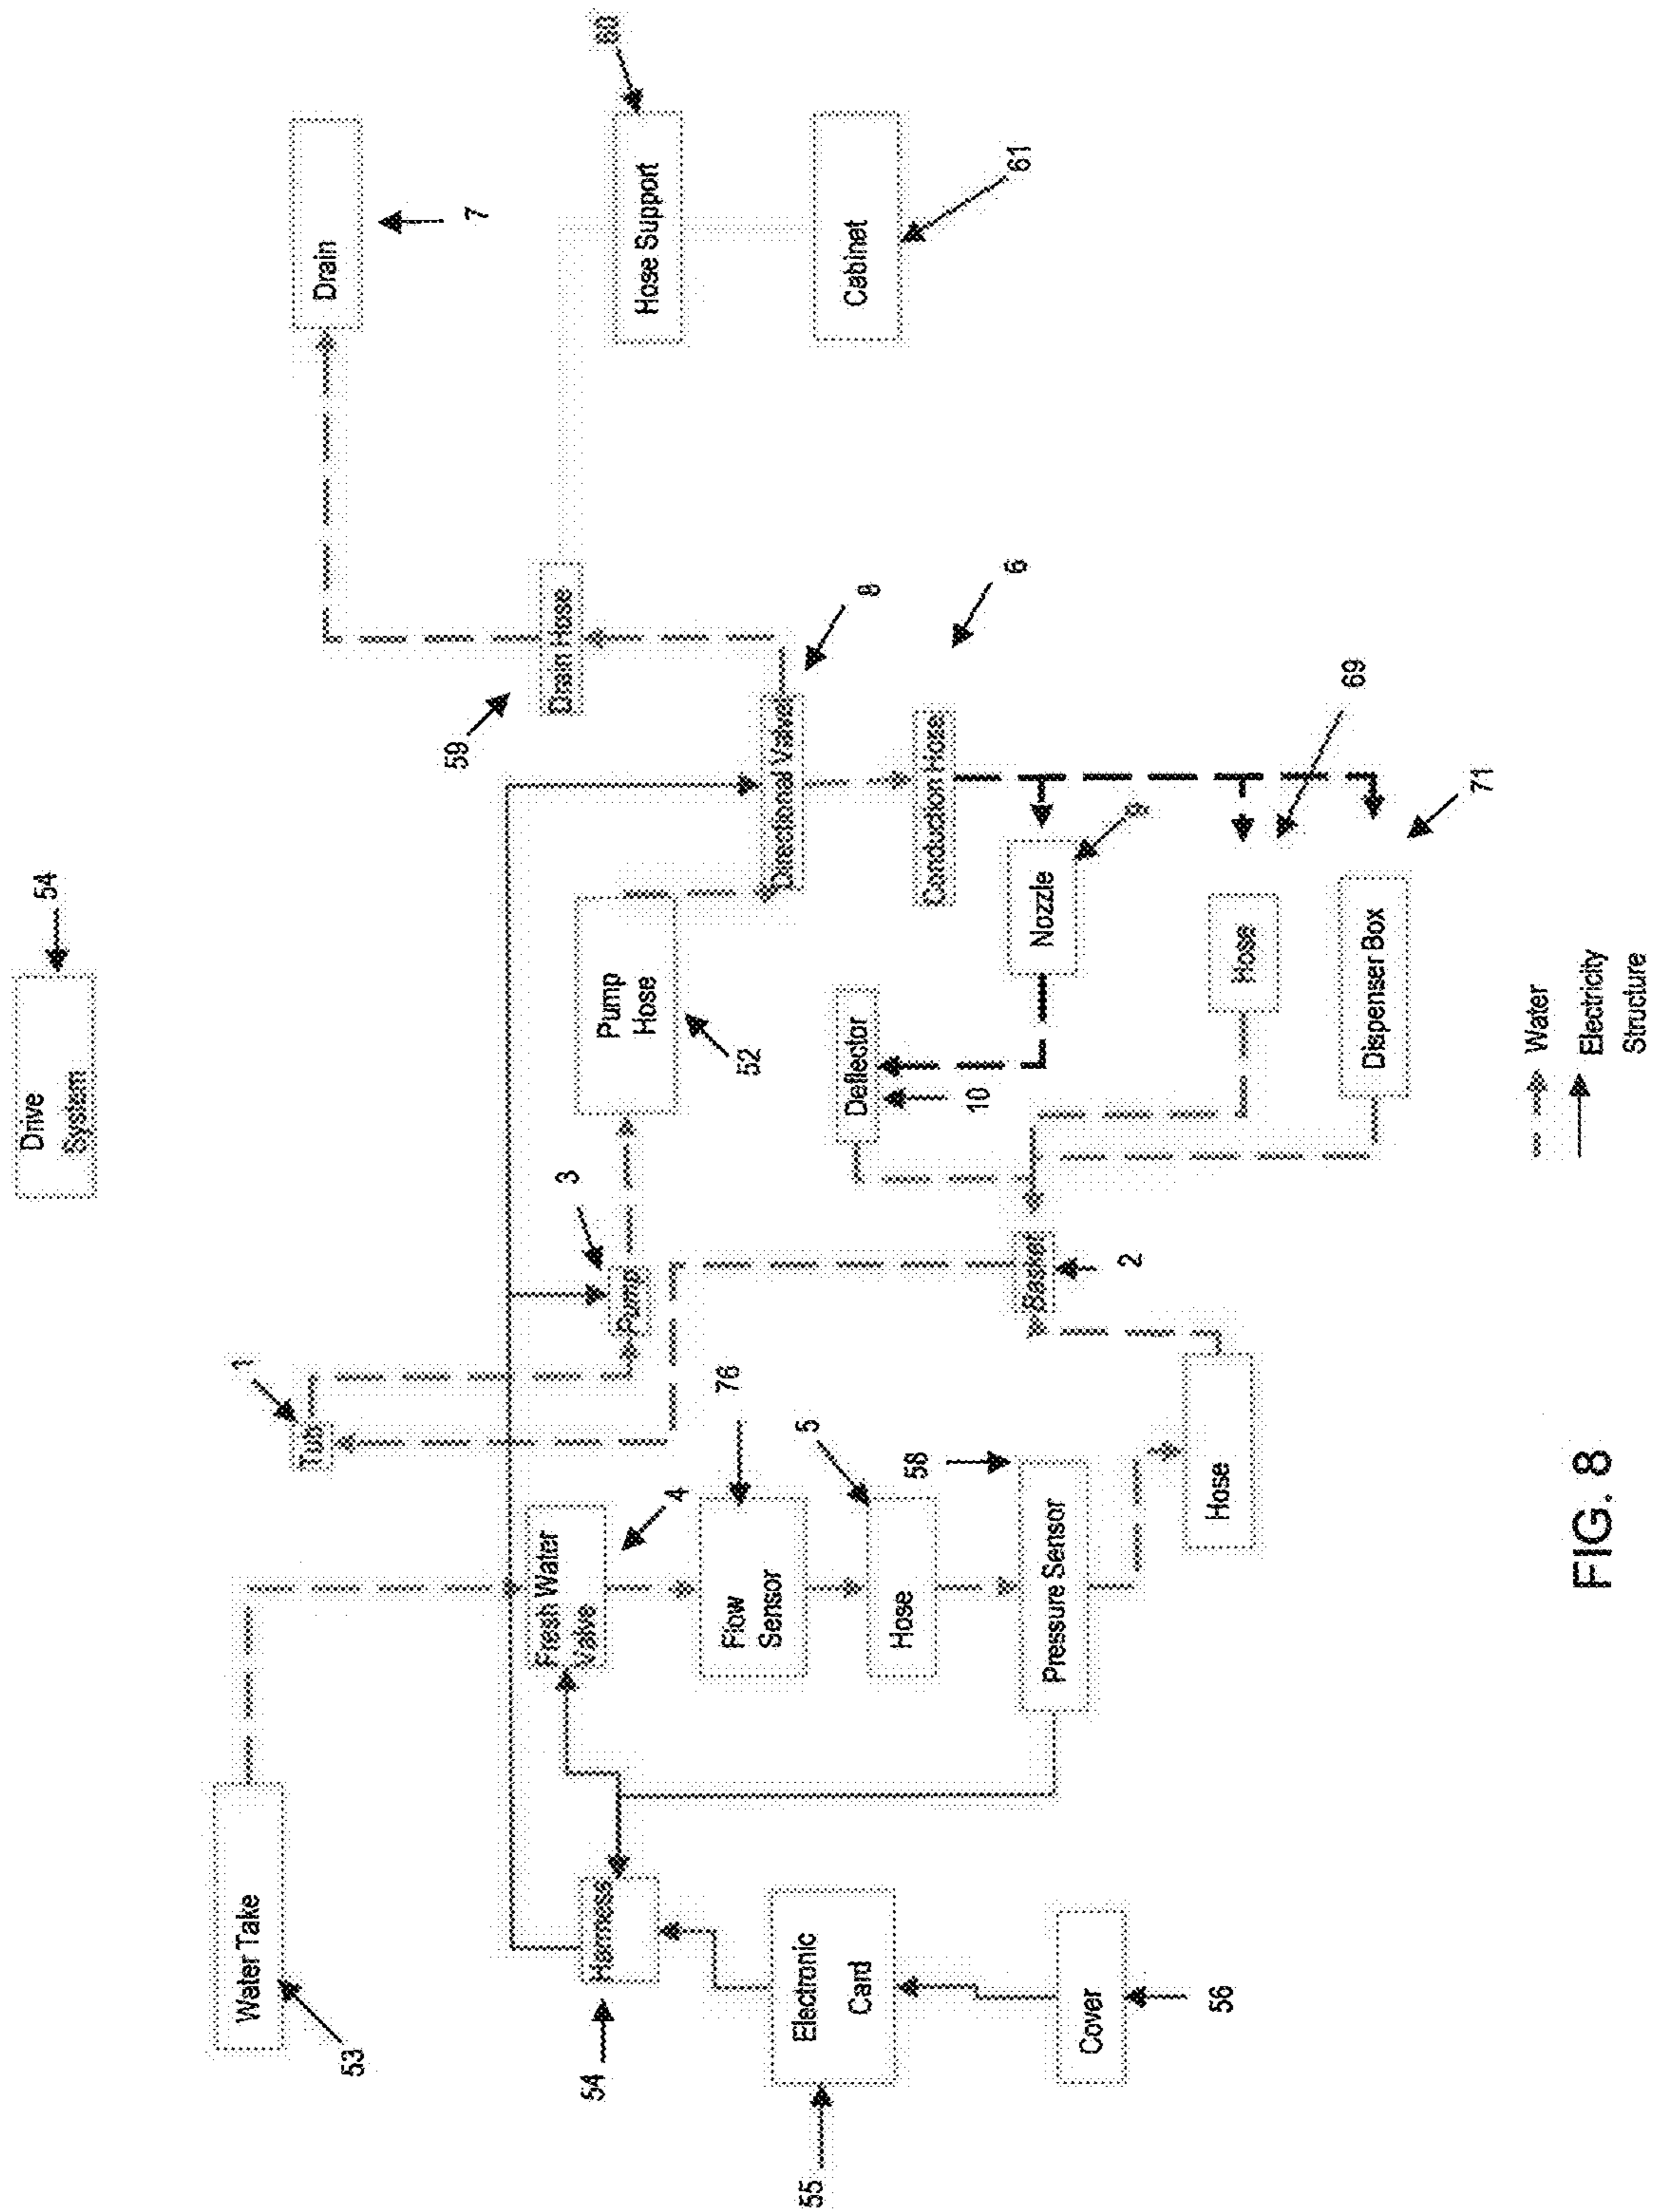 Drive
System
54
Water Take
53
1
Tub
Drain
7
Harness
54
Fresh Water
Valve
4
Pump
3
Pump
Hose
52
59
Drain Hose
Hose Support
Electronic
Card
55
Flow
Sensor
76
Directional Valve
8
Cabinet
61
Hose
5
Deflector
10
Conduction Hose
6
Cover
56
Pressure Sensor
58
Basket
2
Nozzle
Hose
Hose
69
Dispenser Box
71
Water
Electricity
Structure
FIG. 8